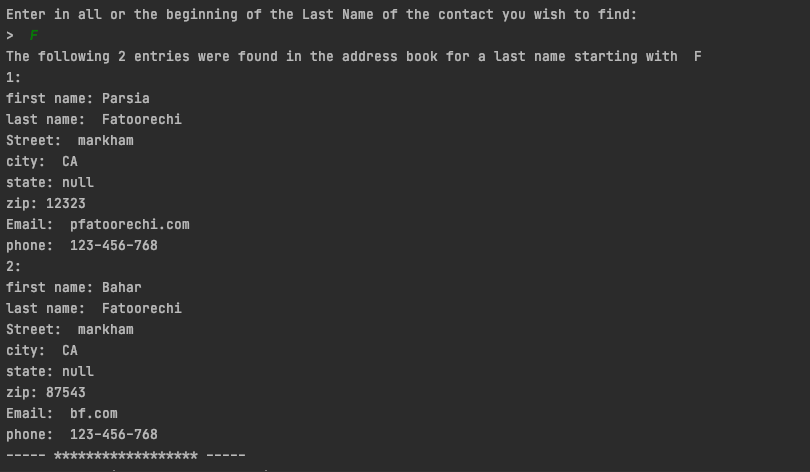 Enter in all or the beginning of the Last Name of the contact you wish to find:
>  F
The following 2 entries were found in the address book for a last name starting with  F
1:
first name: Parsia
last name:  Fatoorechi
Street:  markham
city:  CA
state: null
zip: 12323
Email:  pfatoorechi.com
phone:  123-456-768
2:
first name: Bahar
last name:  Fatoorechi
Street:  markham
city:  CA
state: null
zip: 87543
Email:  bf.com
phone:  123-456-768
----- ****************** -----